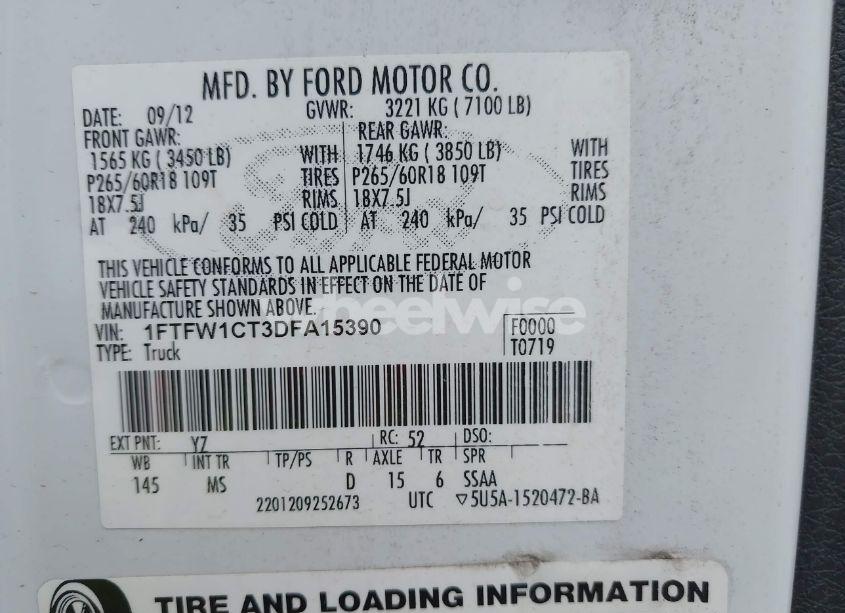 MFD. BY FORD MOTOR CO.
DATE: 09/12 GVWR: 3221 KG ( 7100 LB)
FRONT GAWR: REAR GAWR:
1565 KG ( 3450 LB) WITH 1746 KG ( 3850 LB) WITH
P265/60R18 109T TIRES P265/60R18 109T TIRES
18X7.5J RIMS 18X7.5J RIMS
AT 240 kPa/ 35 PSI COLD AT 240 kPa/ 35 PSI COLD
THIS VEHICLE CONFORMS TO ALL APPLICABLE FEDERAL MOTOR
VEHICLE SAFETY STANDARDS IN EFFECT ON THE DATE OF
MANUFACTURE SHOWN ABOVE.
wheelwise
VIN: 1FTFW1CT3DFA15390 F0000
TYPE: Truck T0719
EXT PNT: YZ RC: 52 DSO:
WB INT TR TP/PS R AXLE TR SPR
145 MS D 15 6 SSAA
2201209252673 UTC ▽5U5A-1520472-BA
TIRE AND LOADING INFORMATION